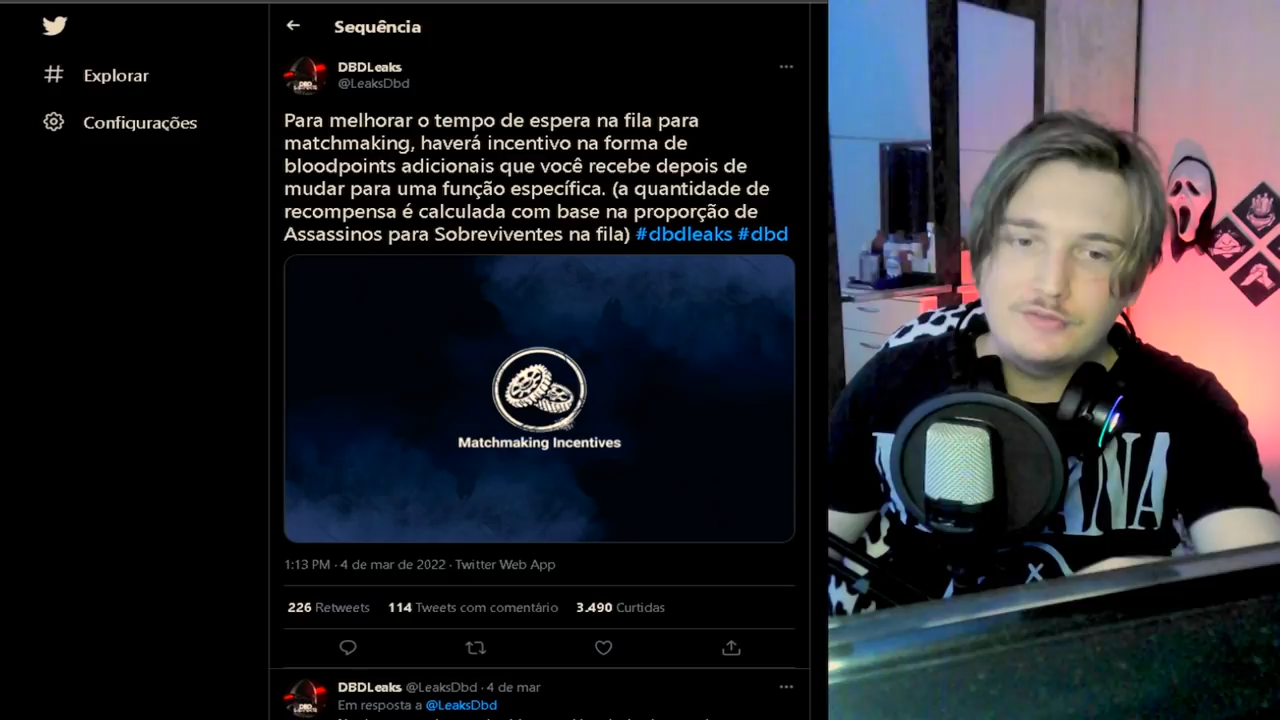 Sequência
Explorar
Configurações
DBDLeaks
@LeaksDbd
Para melhorar o tempo de espera na fila para
matchmaking, haverá incentivo na forma de
bloodpoints adicionais que você recebe depois de
mudar para uma função específica. (a quantidade de
recompensa é calculada com base na proporção de
Assassinos para Sobreviventes na fila) #dbdleaks #dbd
Matchmaking Incentives
1:13 PM · 4 de mar de 2022 · Twitter Web App
226 Retweets 114 Tweets com comentário 3.490 Curtidas
DBDLeaks @LeaksDbd · 4 de mar
Em resposta a @LeaksDbd